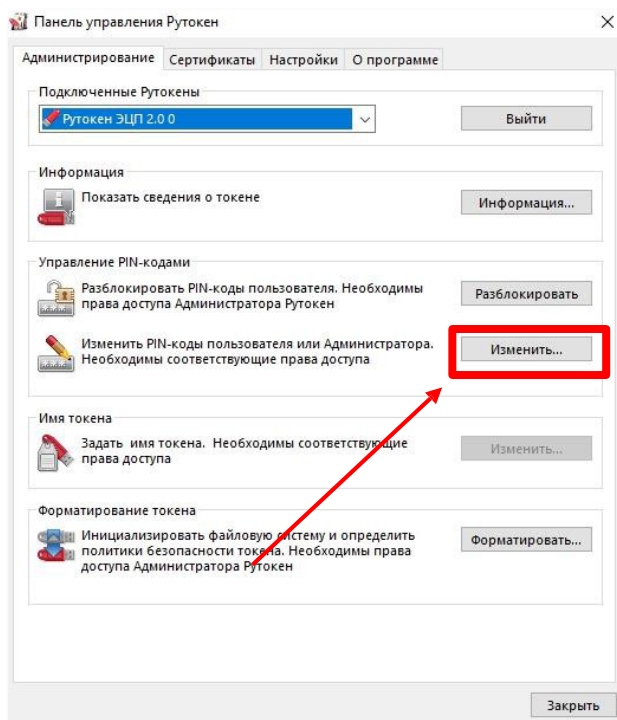 Панель управления Рутокен
Администрирование Сертификаты Настройки О программе
Подключенные Рутокены
Рутокен ЭЦП 2.0 0
Выйти
Информация
Показать сведения о токене
Информация...
Управление PIN-кодами
Разблокировать PIN-коды пользователя. Необходимы
права доступа Администратора Рутокен
Разблокировать
Изменить PIN-коды пользователя или Администратора.
Необходимы соответствующие права доступа
Изменить...
Имя токена
Задать имя токена. Необходимы соответствующие
права доступа
Изменить...
Форматирование токена
Инициализировать файловую систему и определить
политики безопасности токена. Необходимы права
доступа Администратора Рутокен
Форматировать...
Закрыть